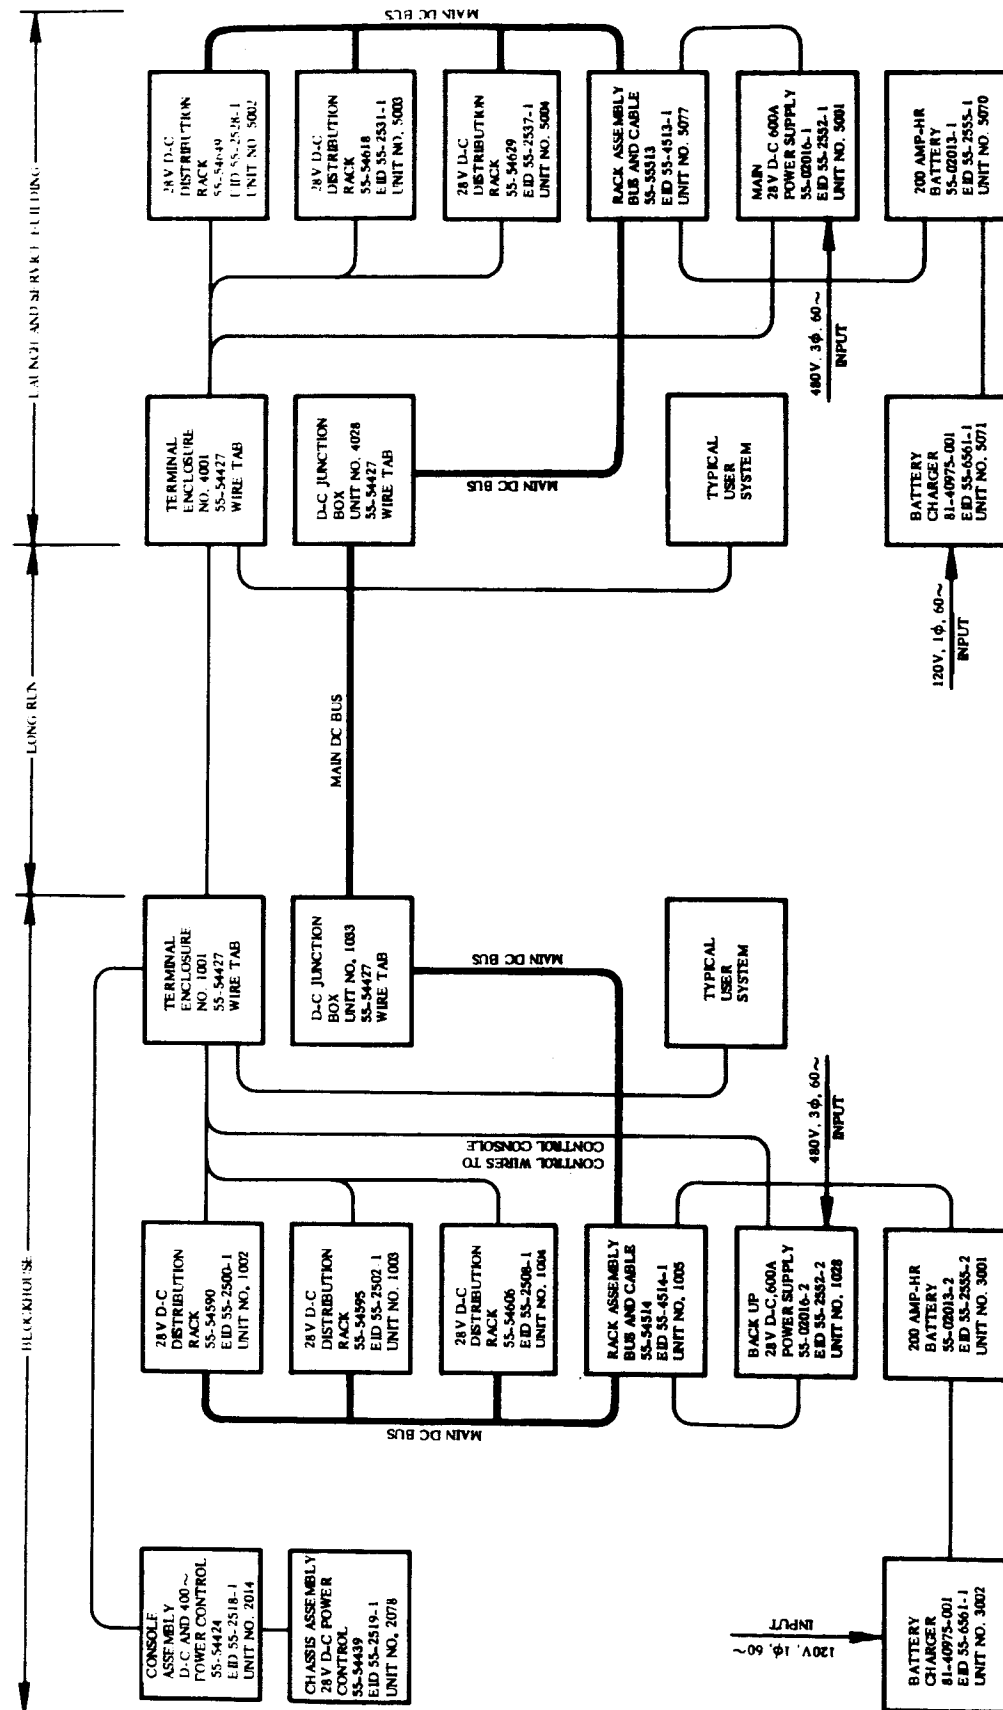 BLOCKHOUSE
LONG RUN
LAUNCH AND SERVICE BUILDING
CONSOLE
ASSEMBLY
D-C AND 400~
POWER CONTROL
55-54424
EID 55-2518-1
UNIT NO. 2014
CHASSIS ASSEMBLY
28 V D-C POWER
CONTROL
55-54439
EID 55-2519-1
UNIT NO. 2078
120V, 1ϕ, 60~
INPUT
BATTERY
CHARGER
81-40975-001
EID 55-6561-1
UNIT NO. 3002
MAIN DC BUS
28 V D-C
DISTRIBUTION
RACK
55-54590
EID 55-2500-1
UNIT NO. 1002
28 V D-C
DISTRIBUTION
RACK
55-54595
EID 55-2502-1
UNIT NO. 1003
28 V D-C
DISTRIBUTION
RACK
55-54606
EID 55-2508-1
UNIT NO. 1004
RACK ASSEMBLY
BUS AND CABLE
55-54514
EID 55-4514-1
UNIT NO. 1005
BACK UP
28 V D-C, 600A
POWER SUPPLY
55-02016-2
EID 55-2552-2
UNIT NO. 1028
200 AMP-HR
BATTERY
55-02013-2
EID 55-2555-2
UNIT NO. 3001
CONTROL WIRES TO
CONTROL CONSOLE
480V, 3ϕ, 60~
INPUT
TERMINAL
ENCLOSURE
NO. 1001
55-54427
WIRE TAB
D-C JUNCTION
BOX
UNIT NO. 1033
55-54427
WIRE TAB
MAIN DC BUS
TYPICAL
USER
SYSTEM
MAIN DC BUS
120V, 1ϕ, 60~
INPUT
TERMINAL
ENCLOSURE
NO. 4001
55-54427
WIRE TAB
D-C JUNCTION
BOX
UNIT NO. 4028
55-54427
WIRE TAB
MAIN DC BUS
TYPICAL
USER
SYSTEM
BATTERY
CHARGER
81-40975-001
EID 55-6561-1
UNIT NO. 5071
480V, 3ϕ, 60~
INPUT
28 V D-C
DISTRIBUTION
RACK
55-54649
EID 55-2528-1
UNIT NO. 5002
28 V D-C
DISTRIBUTION
RACK
55-54618
EID 55-2531-1
UNIT NO. 5003
28 V D-C
DISTRIBUTION
RACK
55-54629
EID 55-2537-1
UNIT NO. 5004
RACK ASSEMBLY
BUS AND CABLE
55-55513
EID 55-4513-1
UNIT NO. 5077
MAIN
28 V D-C 600A
POWER SUPPLY
55-02016-1
EID 55-2552-1
UNIT NO. 5001
200 AMP-HR
BATTERY
55-02013-1
EID 55-2555-1
UNIT NO. 5070
MAIN DC BUS